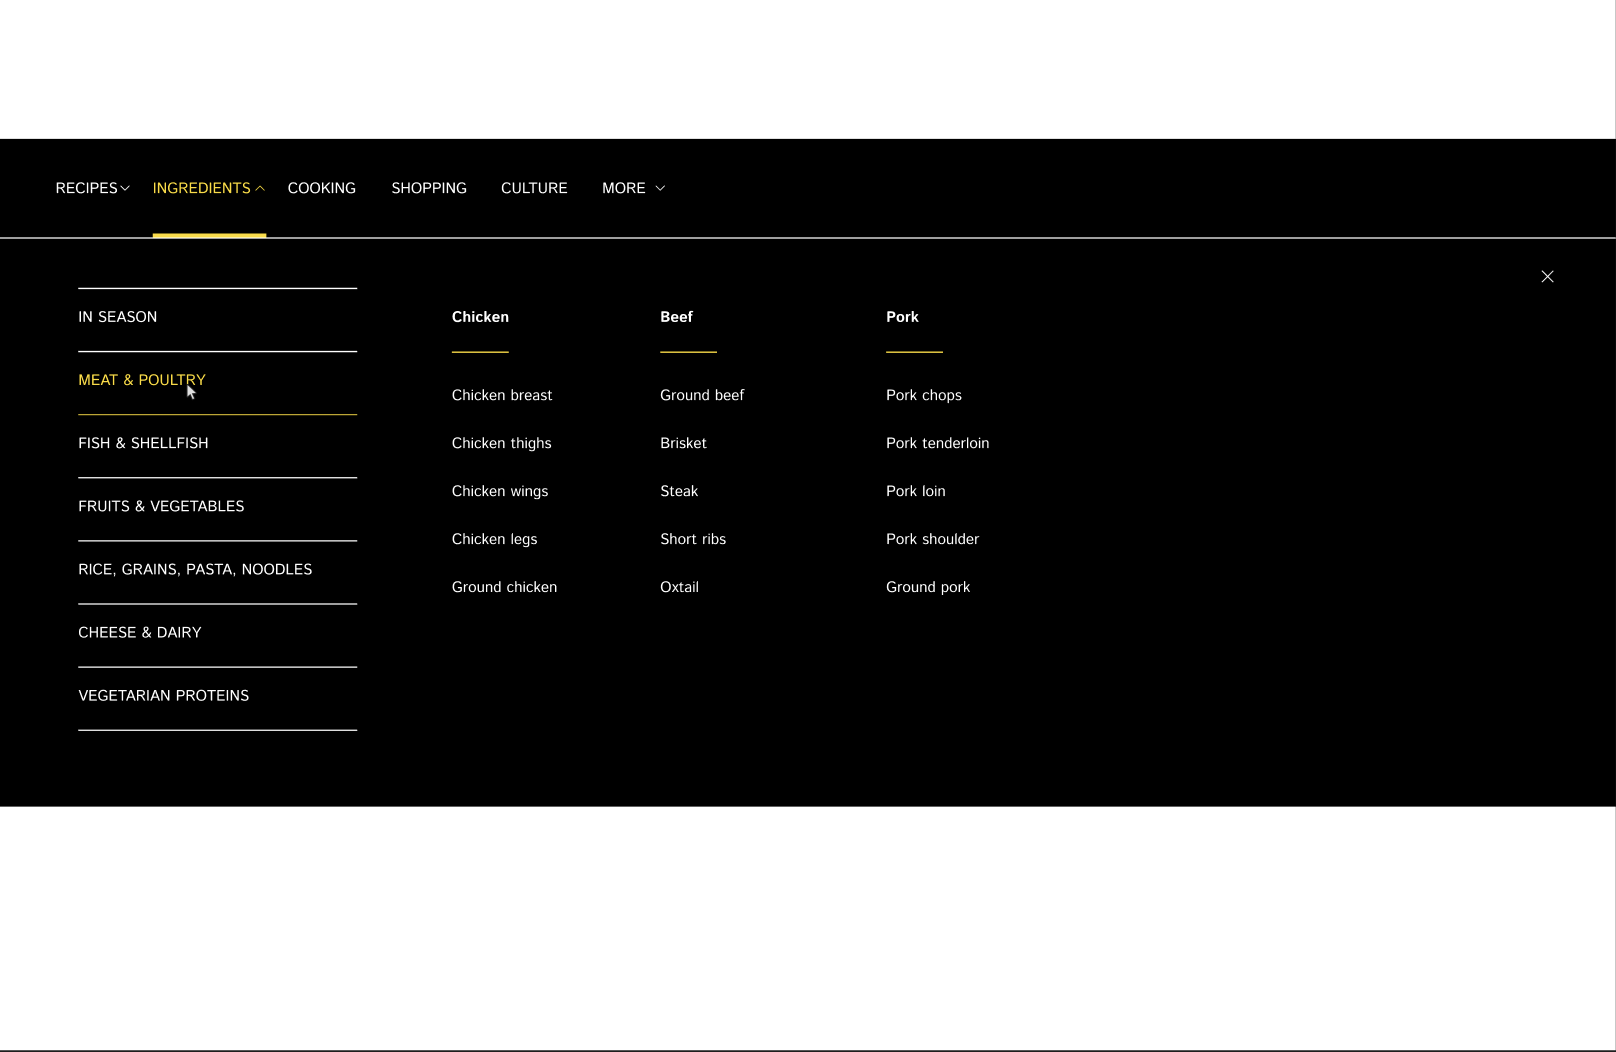 RECIPES INGREDIENTS COOKING SHOPPING CULTURE MORE
IN SEASON
MEAT & POULTRY
FISH & SHELLFISH
FRUITS & VEGETABLES
RICE, GRAINS, PASTA, NOODLES
CHEESE & DAIRY
VEGETARIAN PROTEINS
Chicken
Chicken breast
Chicken thighs
Chicken wings
Chicken legs
Ground chicken
Beef
Ground beef
Brisket
Steak
Short ribs
Oxtail
Pork
Pork chops
Pork tenderloin
Pork loin
Pork shoulder
Ground pork